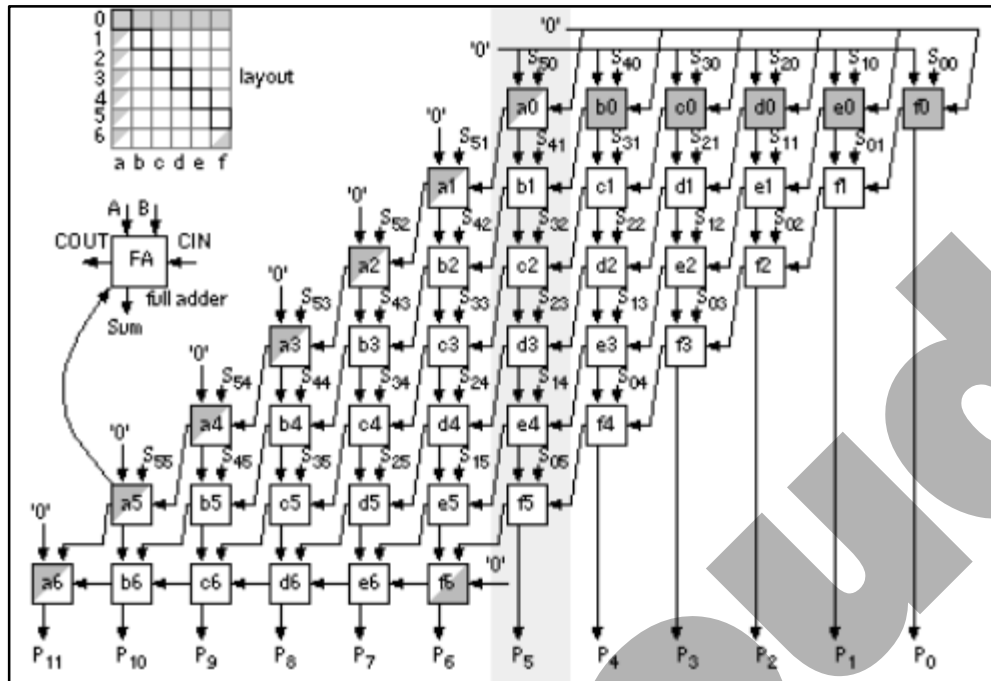 0
1
2
3
4
5
6
a b c d e f
layout
A B
COUT CIN
FA
full adder
Sum
'0'
'0'
S50 S40 S30 S20 S10 S00
a0 b0 c0 d0 e0 f0
'0' S51 S41 S31 S21 S11 S01
a1 b1 c1 d1 e1 f1
'0' S52 S42 S32 S22 S12 S02
a2 b2 c2 d2 e2 f2
'0' S53 S43 S33 S23 S13 S03
a3 b3 c3 d3 e3 f3
'0' S54 S44 S34 S24 S14 S04
a4 b4 c4 d4 e4 f4
'0' S55 S45 S35 S25 S15 S05
a5 b5 c5 d5 e5 f5
'0' '0'
a6 b6 c6 d6 e6 f6
P11 P10 P9 P8 P7 P6 P5 P4 P3 P2 P1 P0